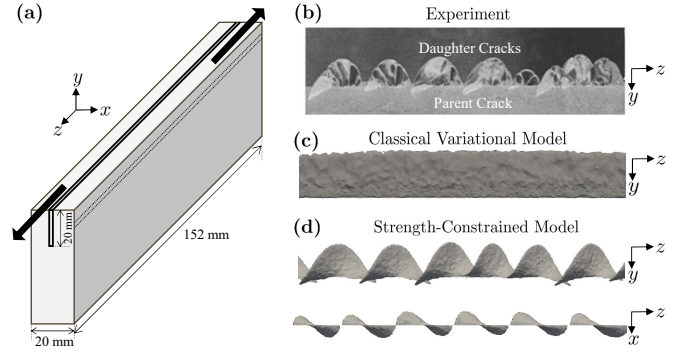 (a)
y
x
z
20 mm
152 mm
20 mm
(b)
Experiment
Daughter Cracks
Parent Crack
z
y
(c)
Classical Variational Model
z
y
(d)
Strength-Constrained Model
z
y
z
x